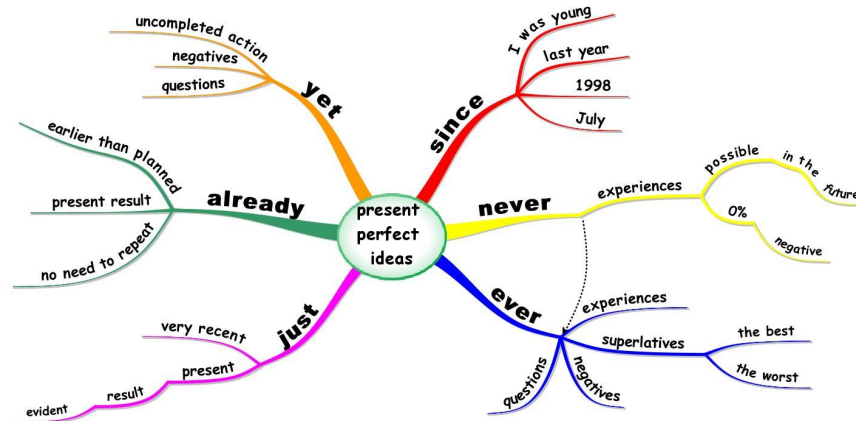 present
perfect
ideas
yet
uncompleted action
negatives
questions
since
I was young
last year
1998
July
already
earlier than planned
present result
no need to repeat
never
experiences
possible
in the
future
0%
negative
just
very recent
present
result
evident
ever
experiences
superlatives
the best
the worst
questions
negatives